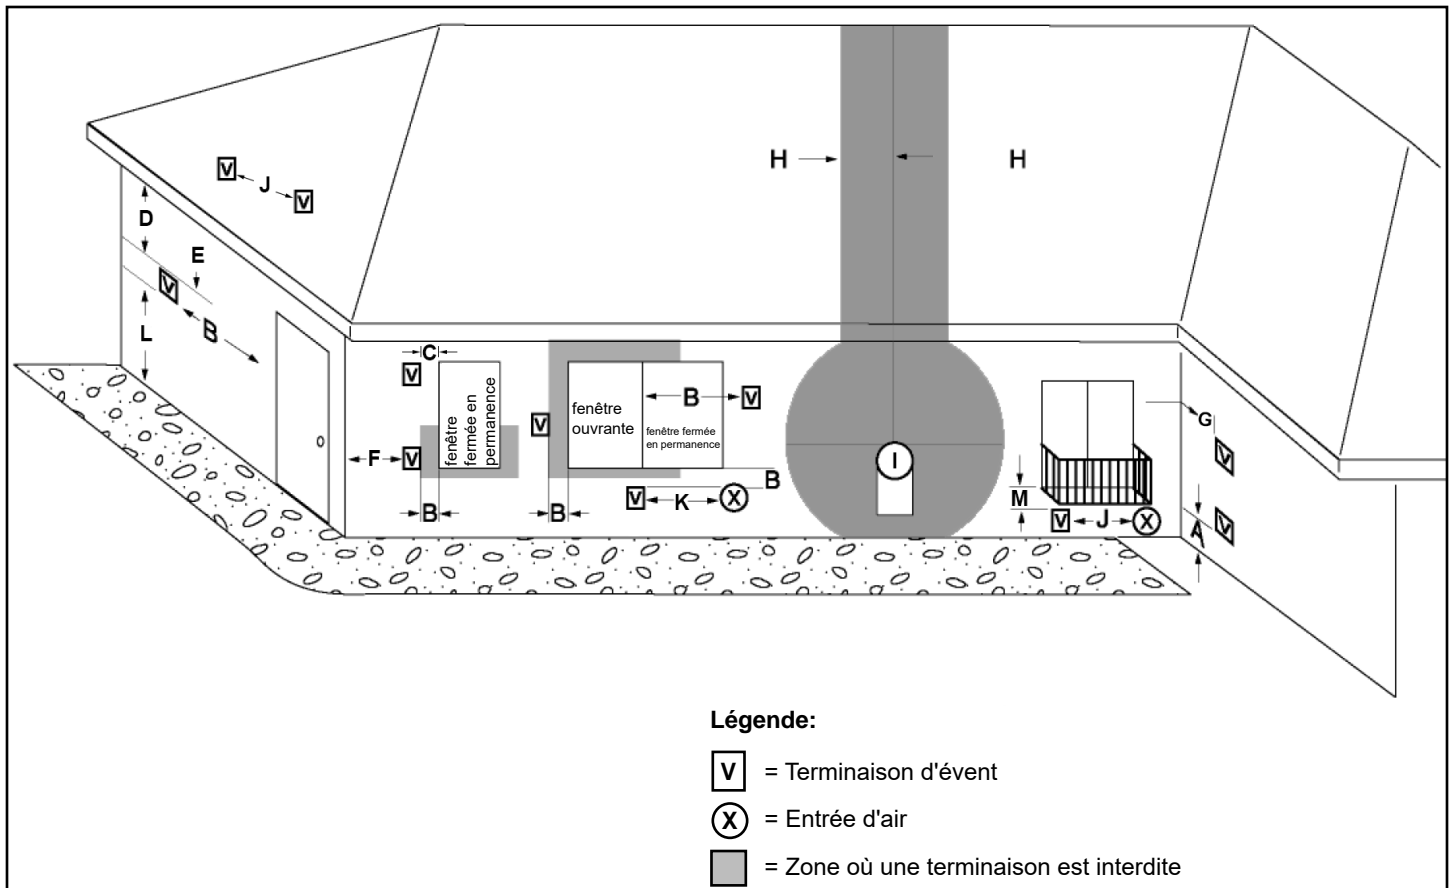 H H
V
J
V
D
E
V
B
L
C
V
fenêtre
fermée en
permanence
F V
B
V
fenêtre
ouvrante
B V
fenêtre fermée
en permanence
B
B
V K X
I
G
V
M
V J X
A
V
Légende:
V = Terminaison d'évent
X = Entrée d'air
= Zone où une terminaison est interdite